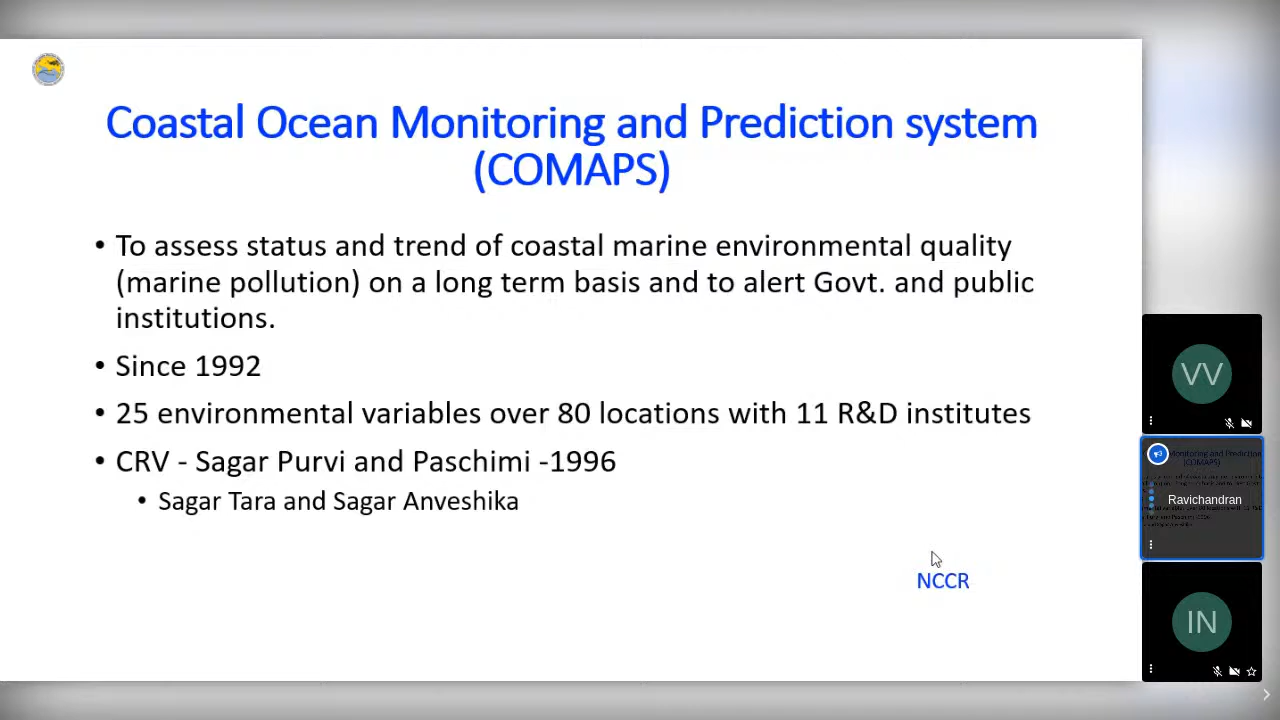 Coastal Ocean Monitoring and Prediction system
(COMAPS)
• To assess status and trend of coastal marine environmental quality
(marine pollution) on a long term basis and to alert Govt. and public
institutions.
• Since 1992
• 25 environmental variables over 80 locations with 11 R&D institutes
• CRV - Sagar Purvi and Paschimi -1996
• Sagar Tara and Sagar Anveshika
NCCR
VV
Ravichandran
IN